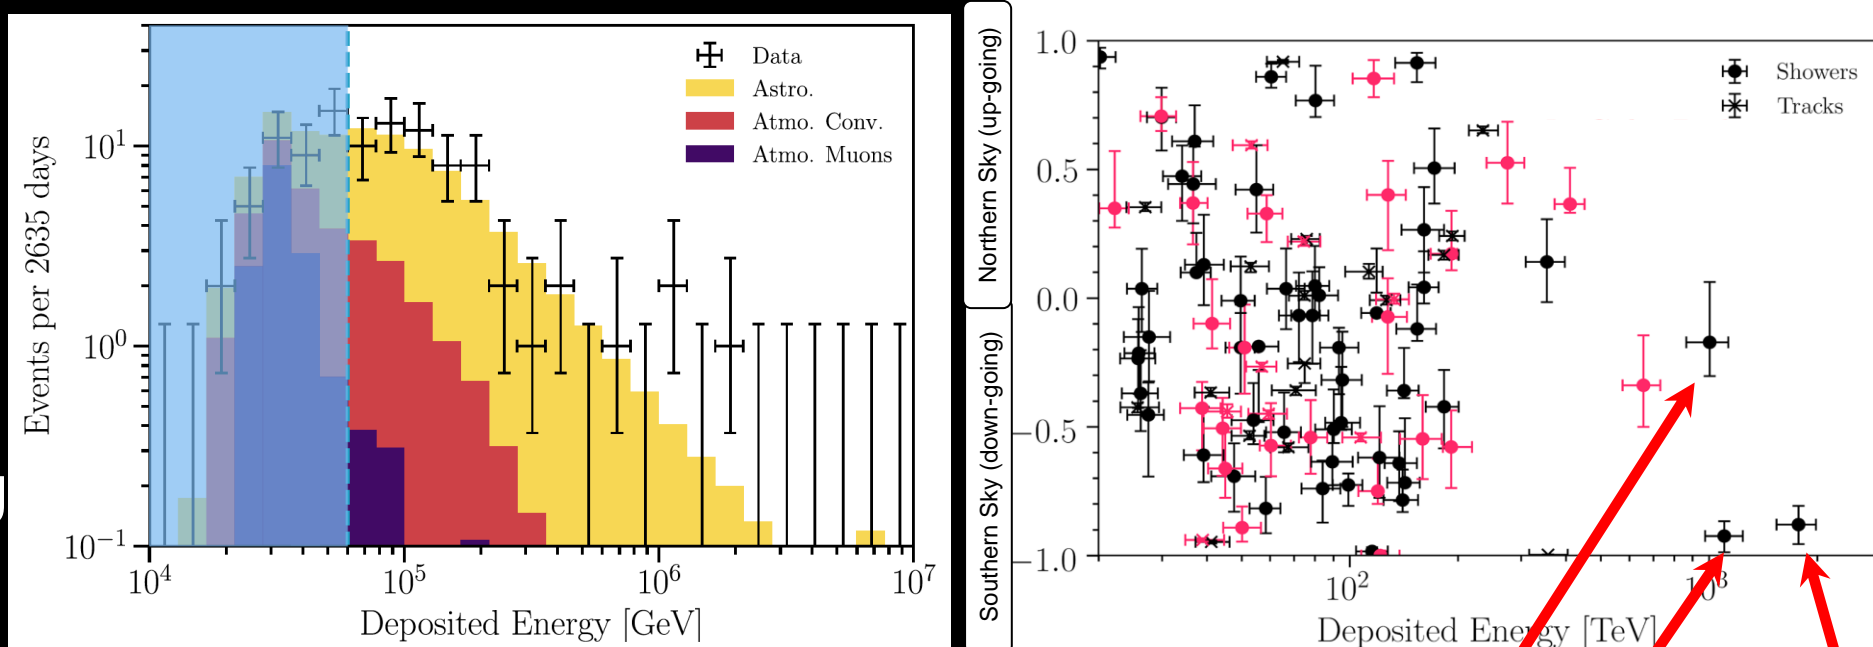 Data
Astro.
Atmo. Conv.
Atmo. Muons
10¹
10⁰
10⁻¹
10⁴
10⁵
10⁶
10⁷
Events per 2635 days
Deposited Energy [GeV]
Northern Sky (up-going)
Southern Sky (down-going)
1.0
0.5
0.0
−0.5
−1.0
Showers
Tracks
10²
10³
Deposited Energy [TeV]